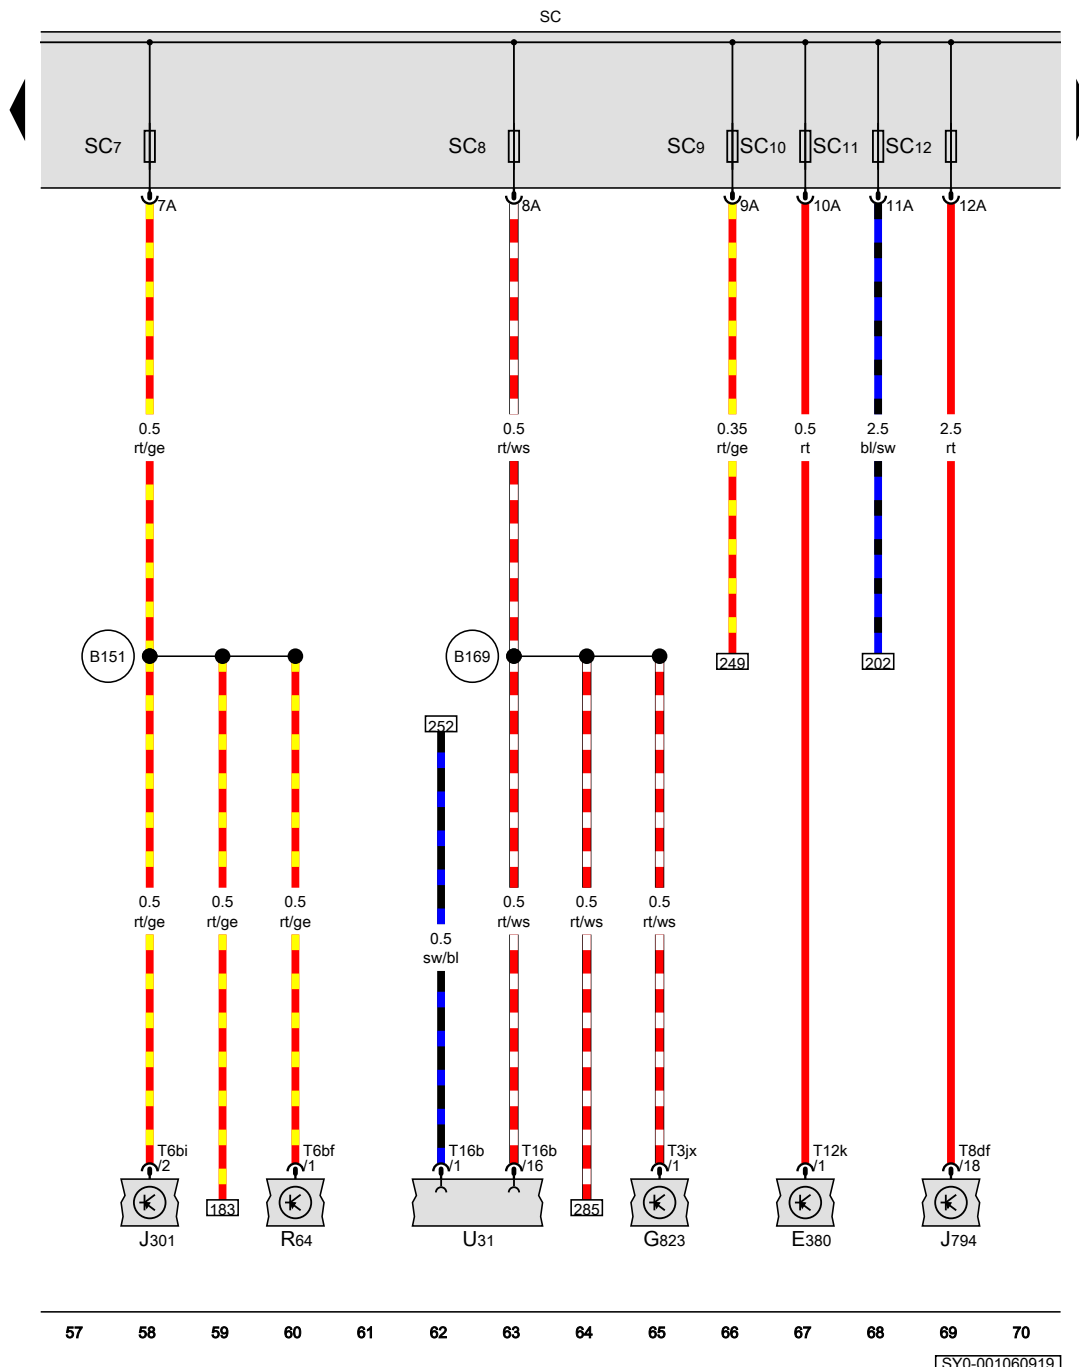 SC
SC7
SC8
SC9
SC10
SC11
SC12
7A
8A
9A
10A
11A
12A
0.5
rt/ge
0.5
rt/ws
0.35
rt/ge
0.5
rt
2.5
bl/sw
2.5
rt
B151
B169
249
202
252
0.5
rt/ge
0.5
rt/ge
0.5
rt/ge
0.5
sw/bl
0.5
rt/ws
0.5
rt/ws
0.5
rt/ws
T6bi
/2
T6bf
/1
T16b
/1
T16b
/16
T3jx
/1
T12k
/1
T8df
/18
183
285
J301
R64
U31
G823
E380
J794
57 58 59 60 61 62 63 64 65 66 67 68 69 70
SY0-001060919